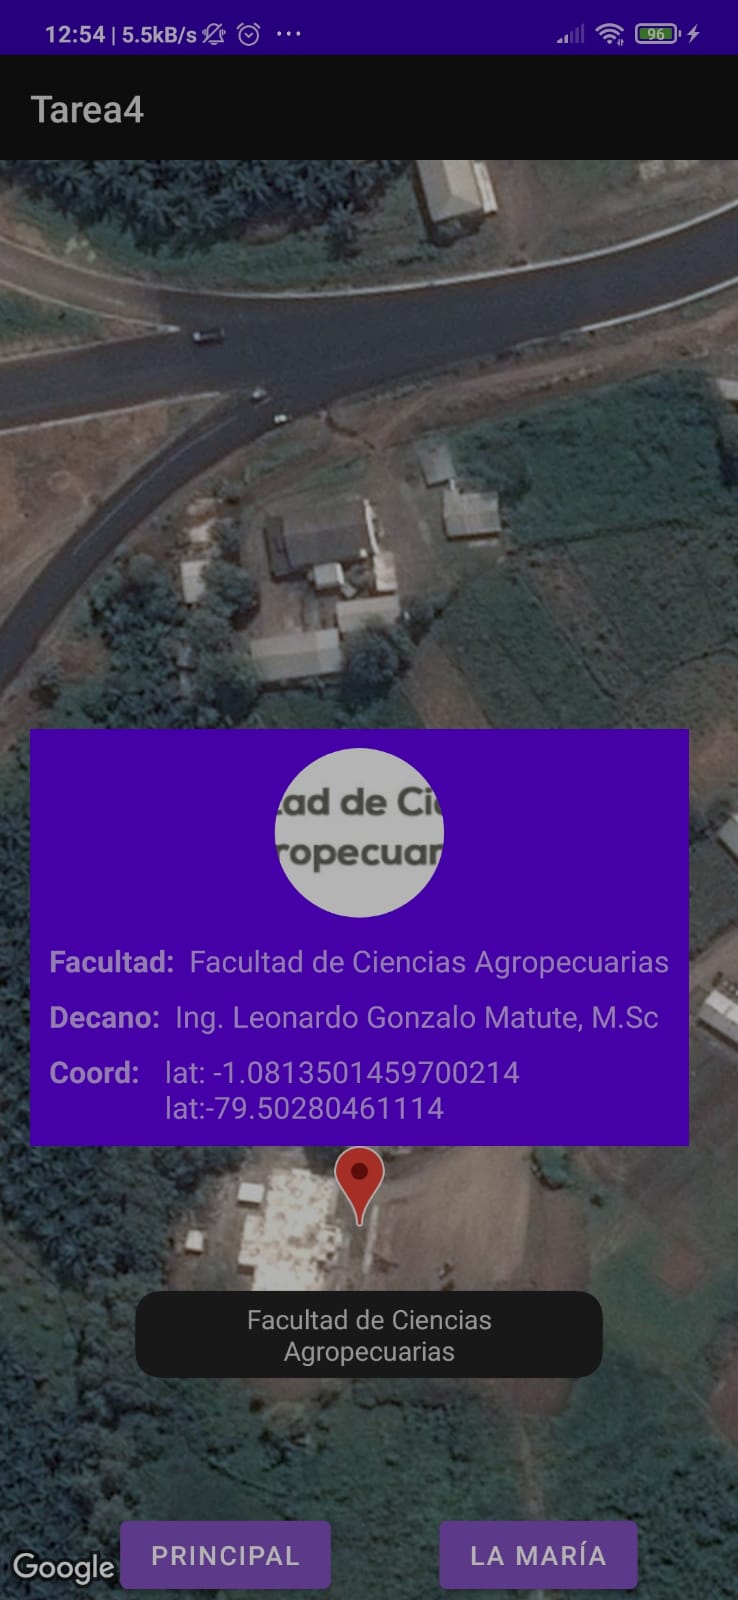 12:54 | 5.5kB/s ...
96
Tarea4
ad de Ci
ropecuar
Facultad: Facultad de Ciencias Agropecuarias
Decano: Ing. Leonardo Gonzalo Matute, M.Sc
Coord: lat: -1.0813501459700214
lat:-79.50280461114
Facultad de Ciencias
Agropecuarias
Google
PRINCIPAL
LA MARÍA